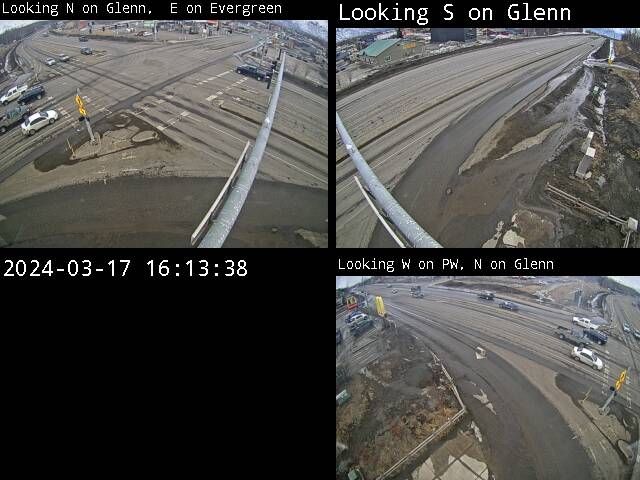 Looking N on Glenn,  E on Evergreen
Looking S on Glenn
2024-03-17 16:13:38
Looking W on PW, N on Glenn